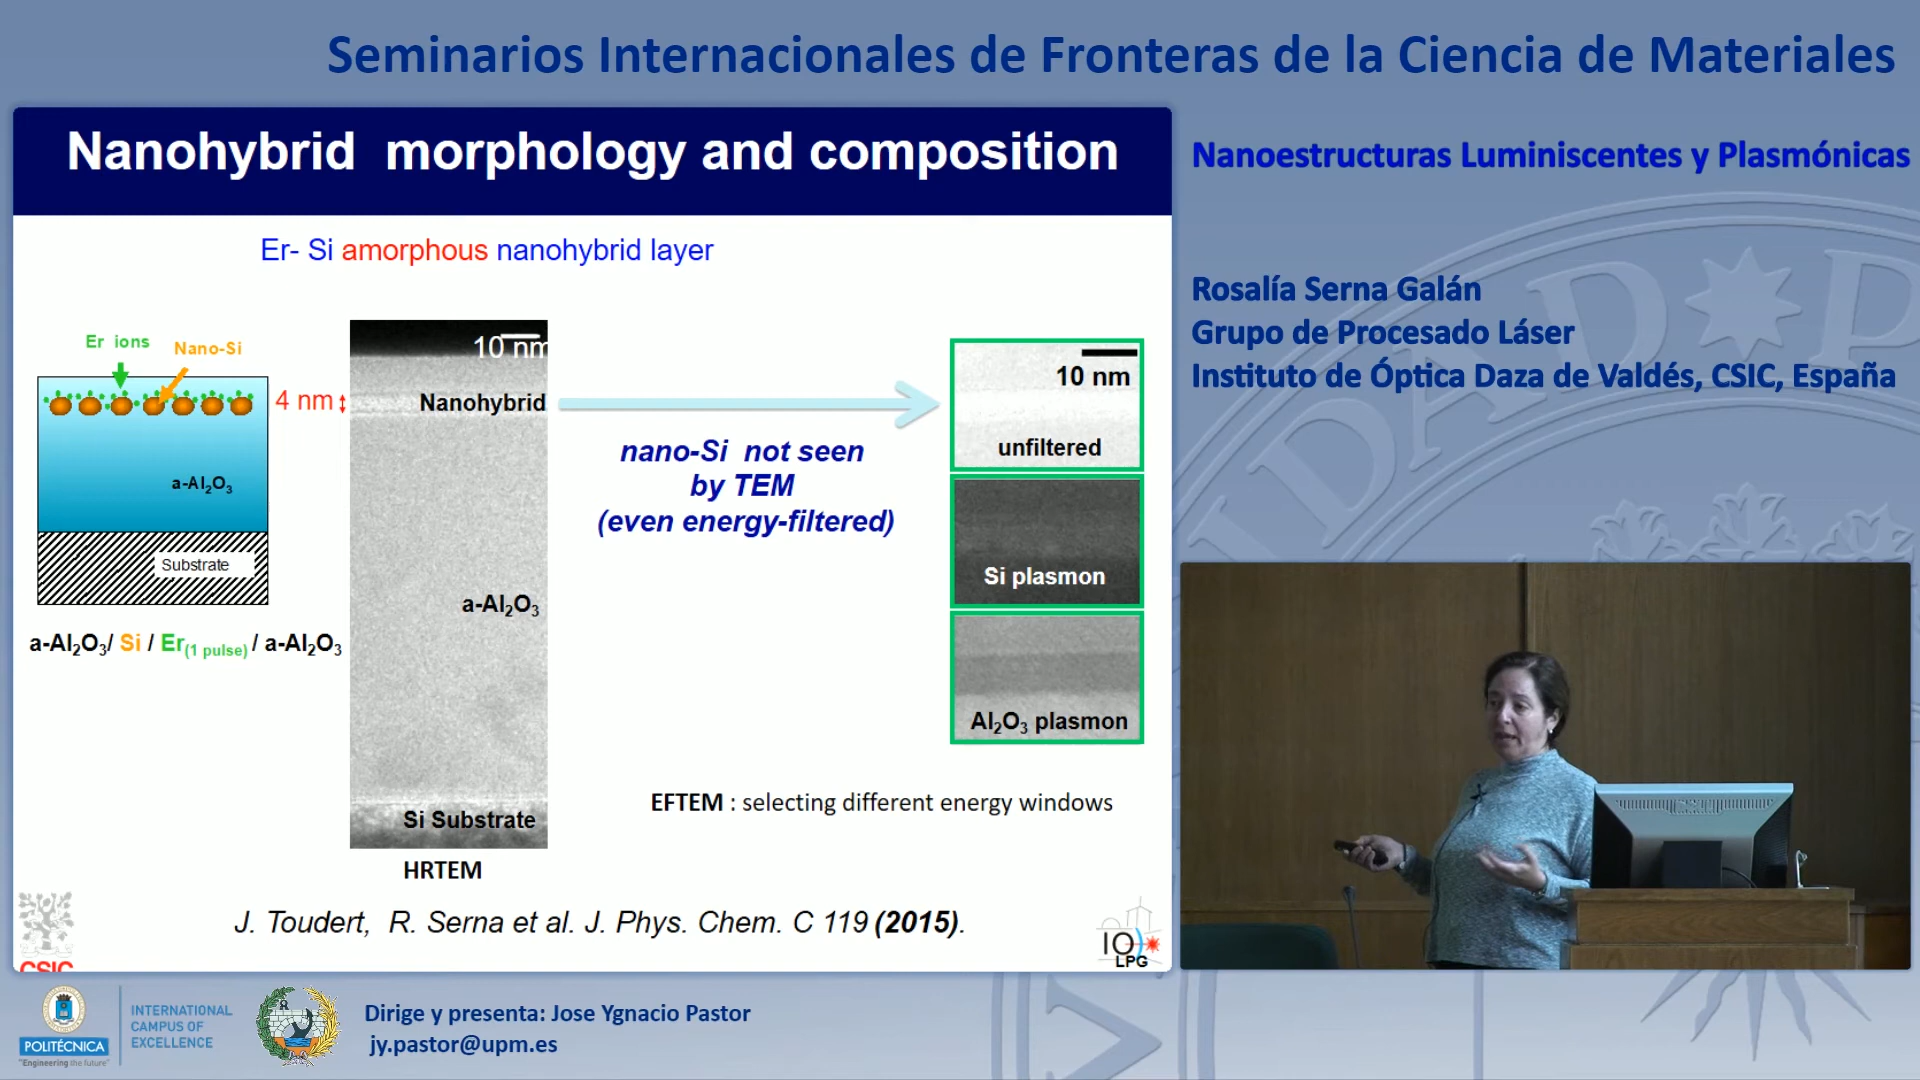 Seminarios Internacionales de Fronteras de la Ciencia de Materiales
Nanohybrid morphology and composition
Er- Si amorphous nanohybrid layer
Er ions
Nano-Si
a-Al₂O₃
Substrate
a-Al₂O₃/ Si / Er(1 pulse) / a-Al₂O₃
4 nm
10 nm
Nanohybrid
a-Al₂O₃
Si Substrate
HRTEM
nano-Si not seen
by TEM
(even energy-filtered)
10 nm
unfiltered
Si plasmon
Al₂O₃ plasmon
EFTEM : selecting different energy windows
J. Toudert, R. Serna et al. J. Phys. Chem. C 119 (2015).
CSIC
IO
LPG
Nanoestructuras Luminiscentes y Plasmónicas
Rosalía Serna Galán
Grupo de Procesado Láser
Instituto de Óptica Daza de Valdés, CSIC, España
POLITÉCNICA
"Engineering the future"
INTERNATIONAL
CAMPUS OF
EXCELLENCE
Dirige y presenta: Jose Ygnacio Pastor
jy.pastor@upm.es